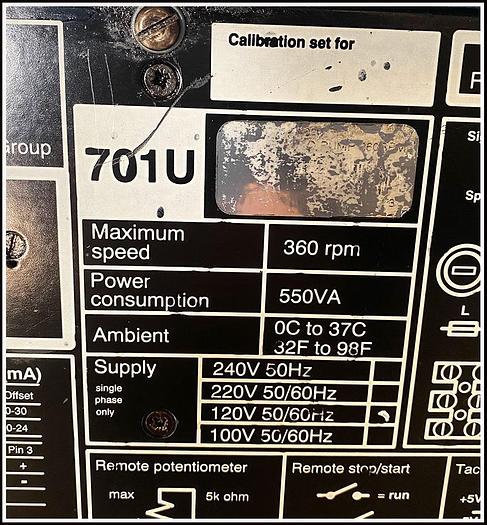 Calibration set for
Group
701U
Maximum
speed
360 rpm
Power
consumption
550VA
Ambient
0C to 37C
32F to 98F
Supply
single
phase
only
240V 50Hz
220V 50/60Hz
120V 50/60Hz
100V 50/60Hz
mA)
Offset
0-30
0-24
Pin 3
+
-
L
Remote potentiometer
max
5k ohm
Remote stop/start
= run
Tac
+5V